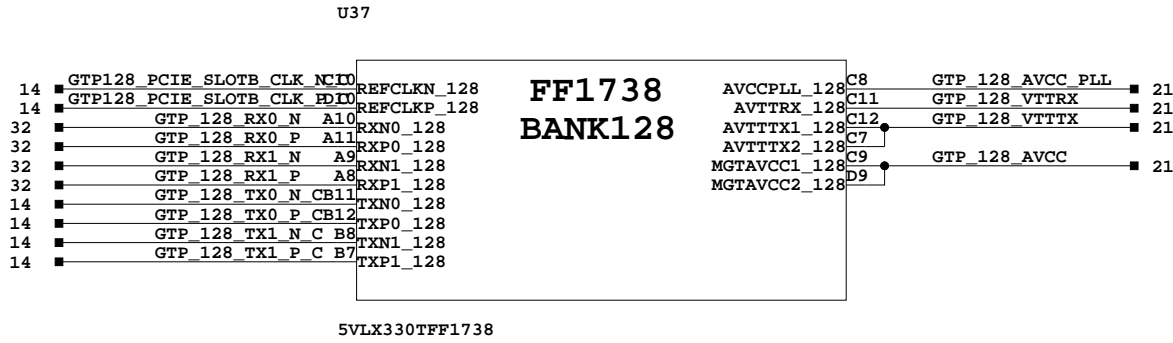 U37
FF1738
BANK128
14 GTP128_PCIE_SLOTB_CLK_N_C C10 REFCLKN_128
14 GTP128_PCIE_SLOTB_CLK_P_C D10 REFCLKP_128
32 GTP_128_RX0_N A10 RXN0_128
32 GTP_128_RX0_P A11 RXP0_128
32 GTP_128_RX1_N A9 RXN1_128
32 GTP_128_RX1_P A8 RXP1_128
14 GTP_128_TX0_N_C B11 TXN0_128
14 GTP_128_TX0_P_C B12 TXP0_128
14 GTP_128_TX1_N_C B8 TXN1_128
14 GTP_128_TX1_P_C B7 TXP1_128
AVCCPLL_128 C8 GTP_128_AVCC_PLL 21
AVTTRX_128 C11 GTP_128_VTTRX 21
AVTTTX1_128 C12 GTP_128_VTTTX 21
AVTTTX2_128 C7
MGTAVCC1_128 C9 GTP_128_AVCC 21
MGTAVCC2_128 D9
5VLX330TFF1738